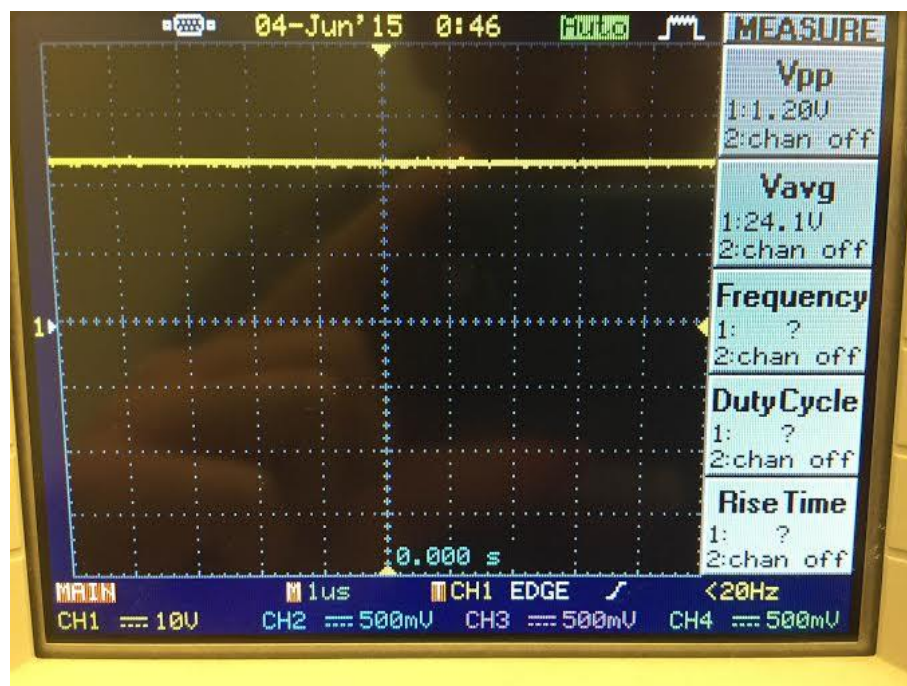 04-Jun'15 0:46 Auto MEASURE
Vpp
1:1.20V
2:chan off
Vavg
1:24.1V
2:chan off
Frequency
1: ?
2:chan off
DutyCycle
1: ?
2:chan off
Rise Time
1: ?
2:chan off
1
0.000 s
MAIN M 1us T CH1 EDGE <20Hz
CH1 10V CH2 500mV CH3 500mV CH4 500mV